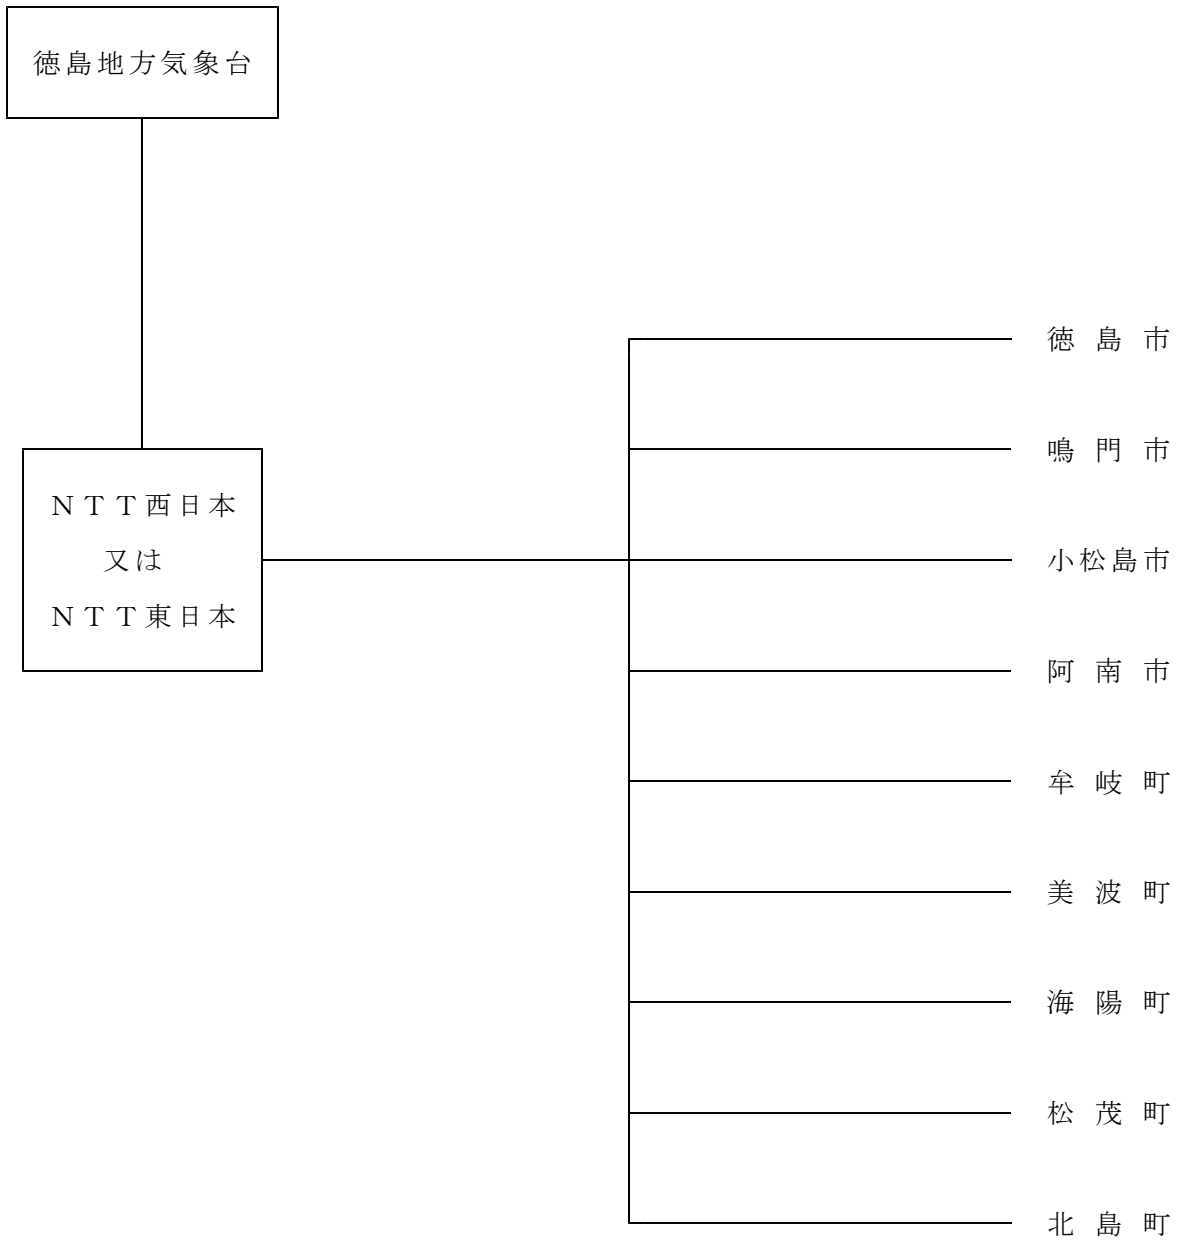 徳島地方気象台
徳島市
鳴門市
ＮＴＴ西日本
又は
ＮＴＴ東日本
小松島市
阿南市
牟岐町
美波町
海陽町
松茂町
北島町